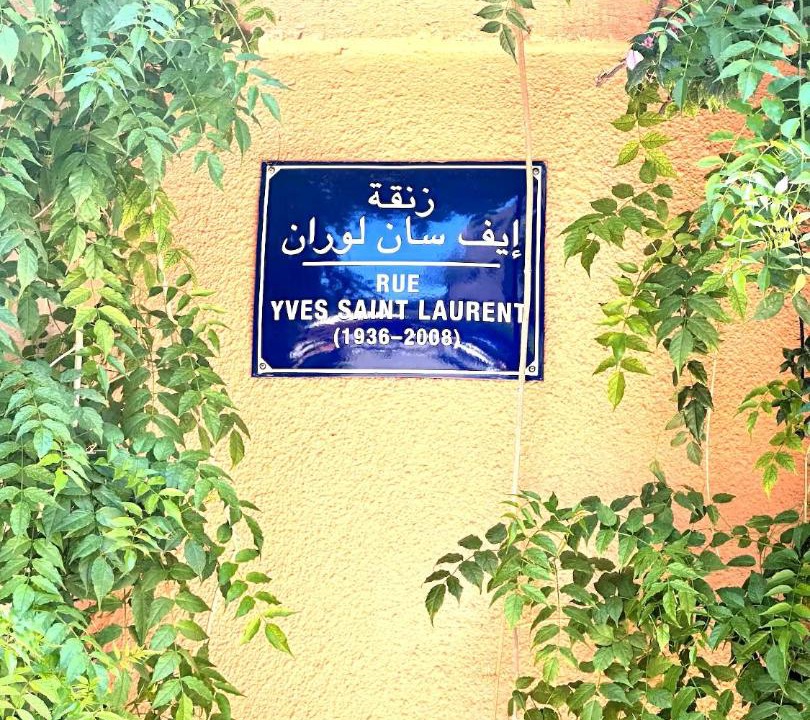 زنقة
إيف سان لوران
RUE
YVES SAINT LAURENT
(1936–2008)